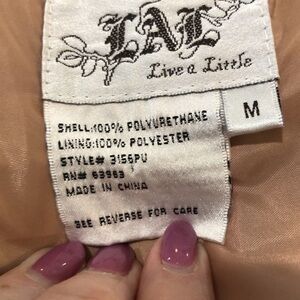 LAL
Live a Little
M
SHELL:100% POLYURETHANE
LINING:100% POLYESTER
STYLE# 3156PU
RN# 63963
MADE IN CHINA
SEE REVERSE FOR CARE